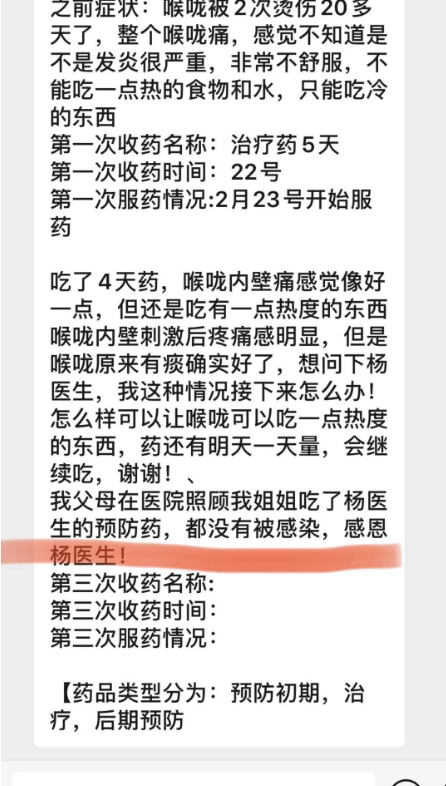 之前症状：喉咙被2次烫伤20多
天了，整个喉咙痛，感觉不知道是
不是发炎很严重，非常不舒服，不
能吃一点热的食物和水，只能吃冷
的东西
第一次收药名称：治疗药5天
第一次收药时间：22号
第一次服药情况:2月23号开始服
药
吃了4天药，喉咙内壁痛感觉像好
一点，但还是吃有一点热度的东西
喉咙内壁刺激后疼痛感明显，但是
喉咙原来有痰确实好了，想问下杨
医生，我这种情况接下来怎么办！
怎么样可以让喉咙可以吃一点热度
的东西，药还有明天一天量，会继
续吃，谢谢！、
我父母在医院照顾我姐姐吃了杨医
生的预防药，都没有被感染，感恩
杨医生！
第三次收药名称:
第三次收药时间：
第三次服药情况：
【药品类型分为：预防初期，治
疗，后期预防